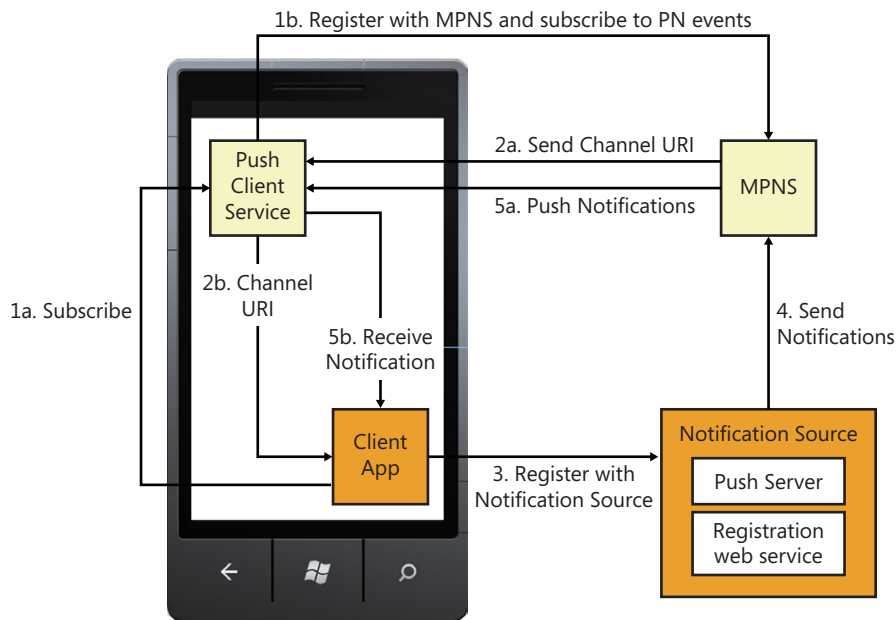 1b. Register with MPNS and subscribe to PN events
Push
Client
Service
2a. Send Channel URI
5a. Push Notifications
MPNS
1a. Subscribe
2b. Channel
URI
5b. Receive
Notification
4. Send
Notifications
Client
App
3. Register with
Notification Source
Notification Source
Push Server
Registration
web service